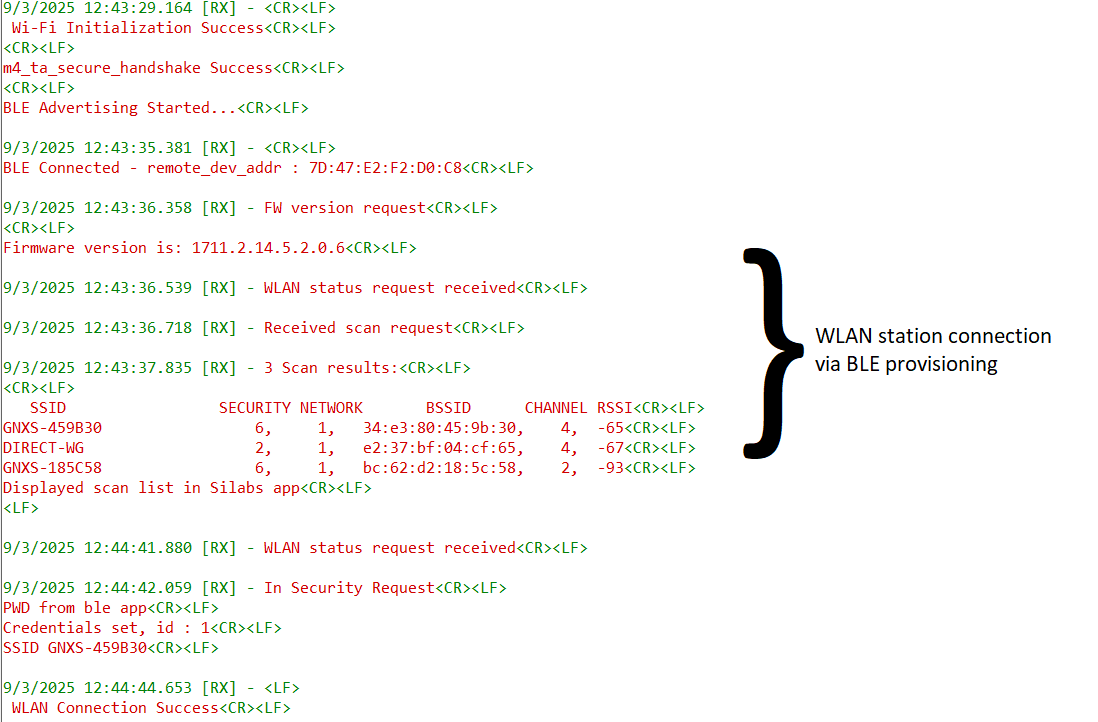 9/3/2025 12:43:29.164 [RX] - <CR><LF>
Wi-Fi Initialization Success<CR><LF>
<CR><LF>
m4_ta_secure_handshake Success<CR><LF>
<CR><LF>
BLE Advertising Started...<CR><LF>
9/3/2025 12:43:35.381 [RX] - <CR><LF>
BLE Connected - remote_dev_addr : 7D:47:E2:F2:D0:C8<CR><LF>
9/3/2025 12:43:36.358 [RX] - FW version request<CR><LF>
<CR><LF>
Firmware version is: 1711.2.14.5.2.0.6<CR><LF>
9/3/2025 12:43:36.539 [RX] - WLAN status request received<CR><LF>
9/3/2025 12:43:36.718 [RX] - Received scan request<CR><LF>
9/3/2025 12:43:37.835 [RX] - 3 Scan results:<CR><LF>
<CR><LF>
SSID SECURITY NETWORK BSSID CHANNEL RSSI<CR><LF>
GNXS-459B30 6, 1, 34:e3:80:45:9b:30, 4, -65<CR><LF>
DIRECT-WG 2, 1, e2:37:bf:04:cf:65, 4, -67<CR><LF>
GNXS-185C58 6, 1, bc:62:d2:18:5c:58, 2, -93<CR><LF>
Displayed scan list in Silabs app<CR><LF>
<LF>
9/3/2025 12:44:41.880 [RX] - WLAN status request received<CR><LF>
9/3/2025 12:44:42.059 [RX] - In Security Request<CR><LF>
PWD from ble app<CR><LF>
Credentials set, id : 1<CR><LF>
SSID GNXS-459B30<CR><LF>
9/3/2025 12:44:44.653 [RX] - <LF>
WLAN Connection Success<CR><LF>
WLAN station connection
via BLE provisioning